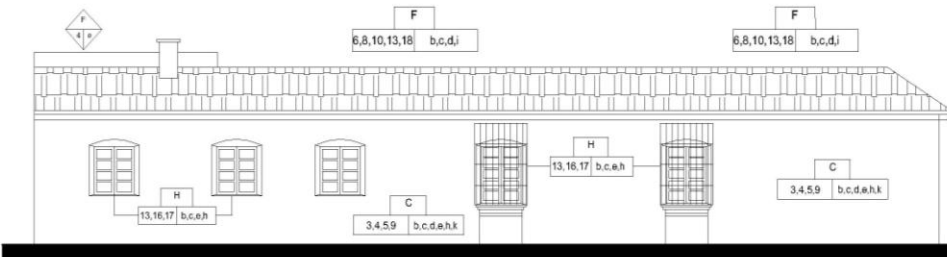 F
4 e
F
6,8,10,13,18 b,c,d,i
F
6,8,10,13,18 b,c,d,i
H
13,16,17 b,c,e,h
H
13,16,17 b,c,e,h
C
3,4,5,9 b,c,d,e,h,k
C
3,4,5,9 b,c,d,e,h,k